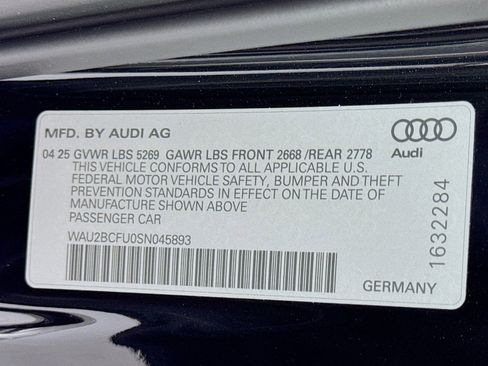 MFD. BY AUDI AG
Audi
04 25 GVWR LBS 5269 GAWR LBS FRONT 2668 /REAR 2778
THIS VEHICLE CONFORMS TO ALL APPLICABLE U.S.
FEDERAL MOTOR VEHICLE SAFETY, BUMPER AND THEFT
PREVENTION STANDARDS IN EFFECT ON THE DATE OF
MANUFACTURE SHOWN ABOVE
PASSENGER CAR
WAU2BCFU0SN045893
1632284
GERMANY